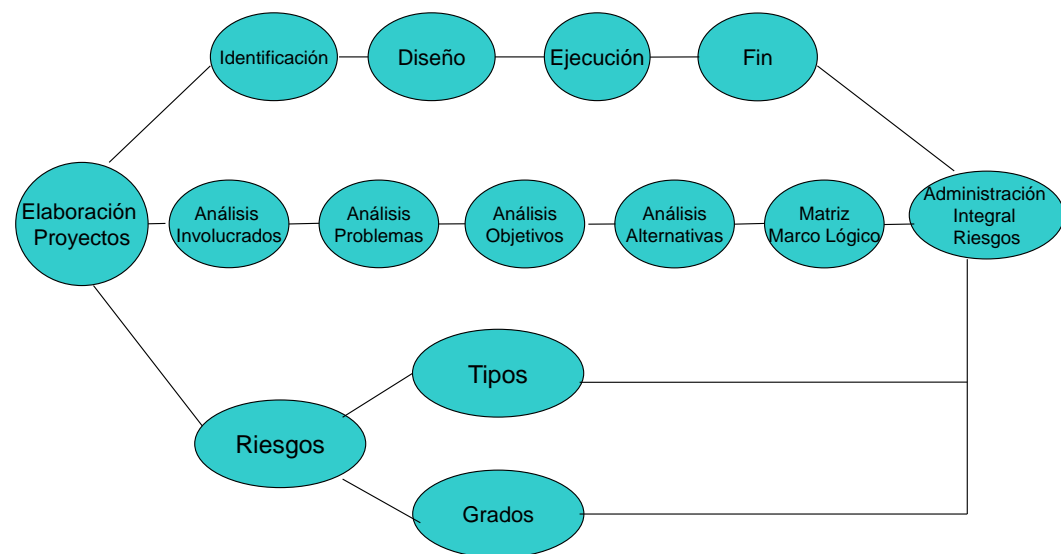 Identificación
Diseño
Ejecución
Fin
Elaboración
Proyectos
Análisis
Involucrados
Análisis
Problemas
Análisis
Objetivos
Análisis
Alternativas
Matriz
Marco Lógico
Administración
Integral
Riesgos
Tipos
Riesgos
Grados